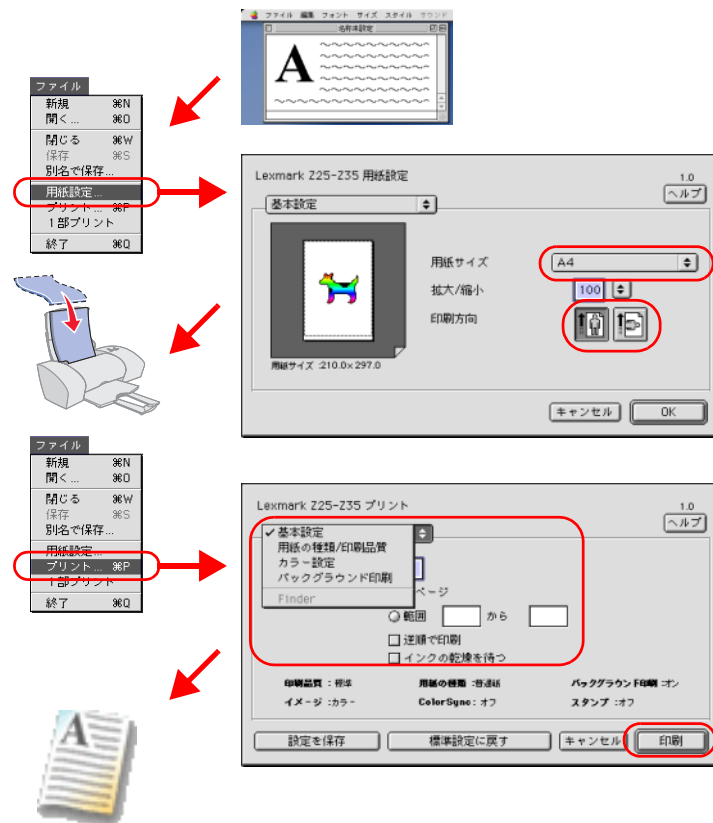 ファイル 編集 フォント サイズ スタイル サウンド
名称未設定
A
ファイル
新規 ⌘N
開く... ⌘O
閉じる ⌘W
保存 ⌘S
別名で保存...
用紙設定...
プリント... ⌘P
1部プリント
終了 ⌘Q
Lexmark Z25-Z35 用紙設定
1.0
ヘルプ
基本設定
用紙サイズ A4
拡大/縮小 100
印刷方向
用紙サイズ :210.0×297.0
キャンセル OK
ファイル
新規 ⌘N
開く... ⌘O
閉じる ⌘W
保存 ⌘S
別名で保存...
用紙設定...
プリント... ⌘P
1部プリント
終了 ⌘Q
Lexmark Z25-Z35 プリント
1.0
ヘルプ
✓基本設定
用紙の種類/印刷品質
カラー設定
バックグラウンド印刷
Finder
ページ
範囲 から
逆順で印刷
インクの乾燥を待つ
印刷品質 : 標準 用紙の種類 :普通紙 バックグラウンド印刷 :オン
イメージ :カラー ColorSync: オフ スタンプ :オフ
設定を保存 標準設定に戻す キャンセル 印刷
A